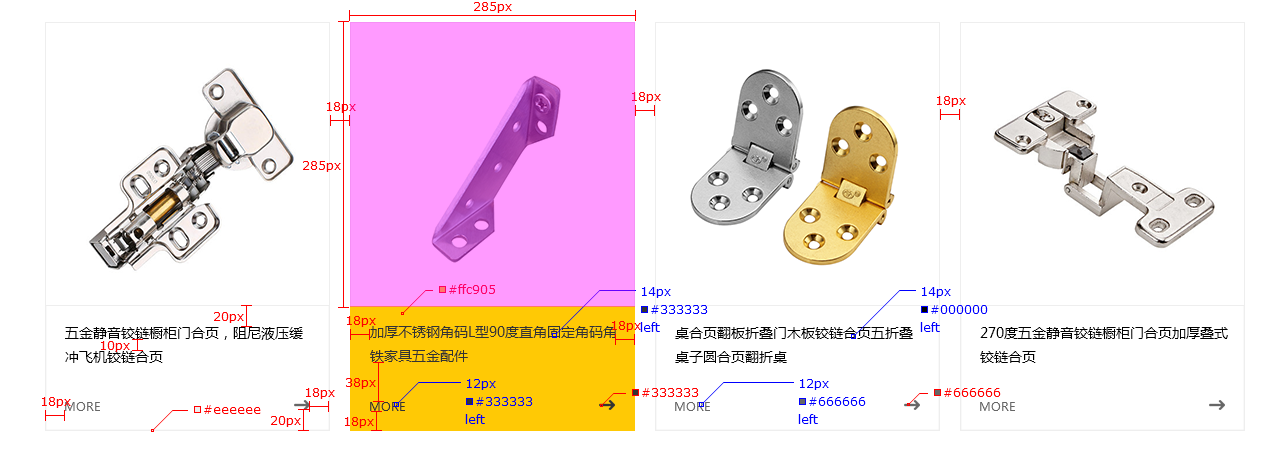 285px
18px
18px
18px
285px
#ffc905
14px
#333333
left
14px
#000000
left
20px
18px
18px
10px
五金静音铰链橱柜门合页，阻尼液压缓
冲飞机铰链合页
加厚不锈钢角码L型90度直角固定角码角
铁家具五金配件
桌合页翻板折叠门木板铰链合页五折叠
桌子圆合页翻折桌
270度五金静音铰链橱柜门合页加厚叠式
铰链合页
38px
12px
#333333
left
#333333
12px
#666666
left
#666666
18px
18px
#eeeeee
20px
18px
MORE
MORE
MORE
MORE